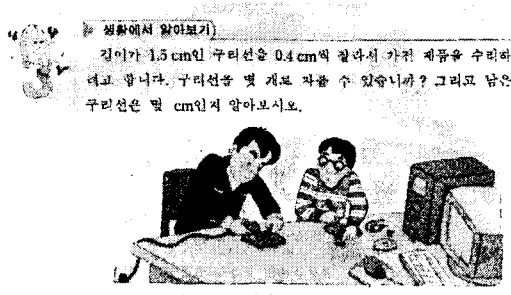 생활에서 알아보기
길이가 1.5 cm인 구리선을 0.4 cm씩 잘라서 가전 제품을 수리하
려고 합니다. 구리선을 몇 개로 자를 수 있습니까? 그리고 남은
구리선은 몇 cm인지 알아보시오.